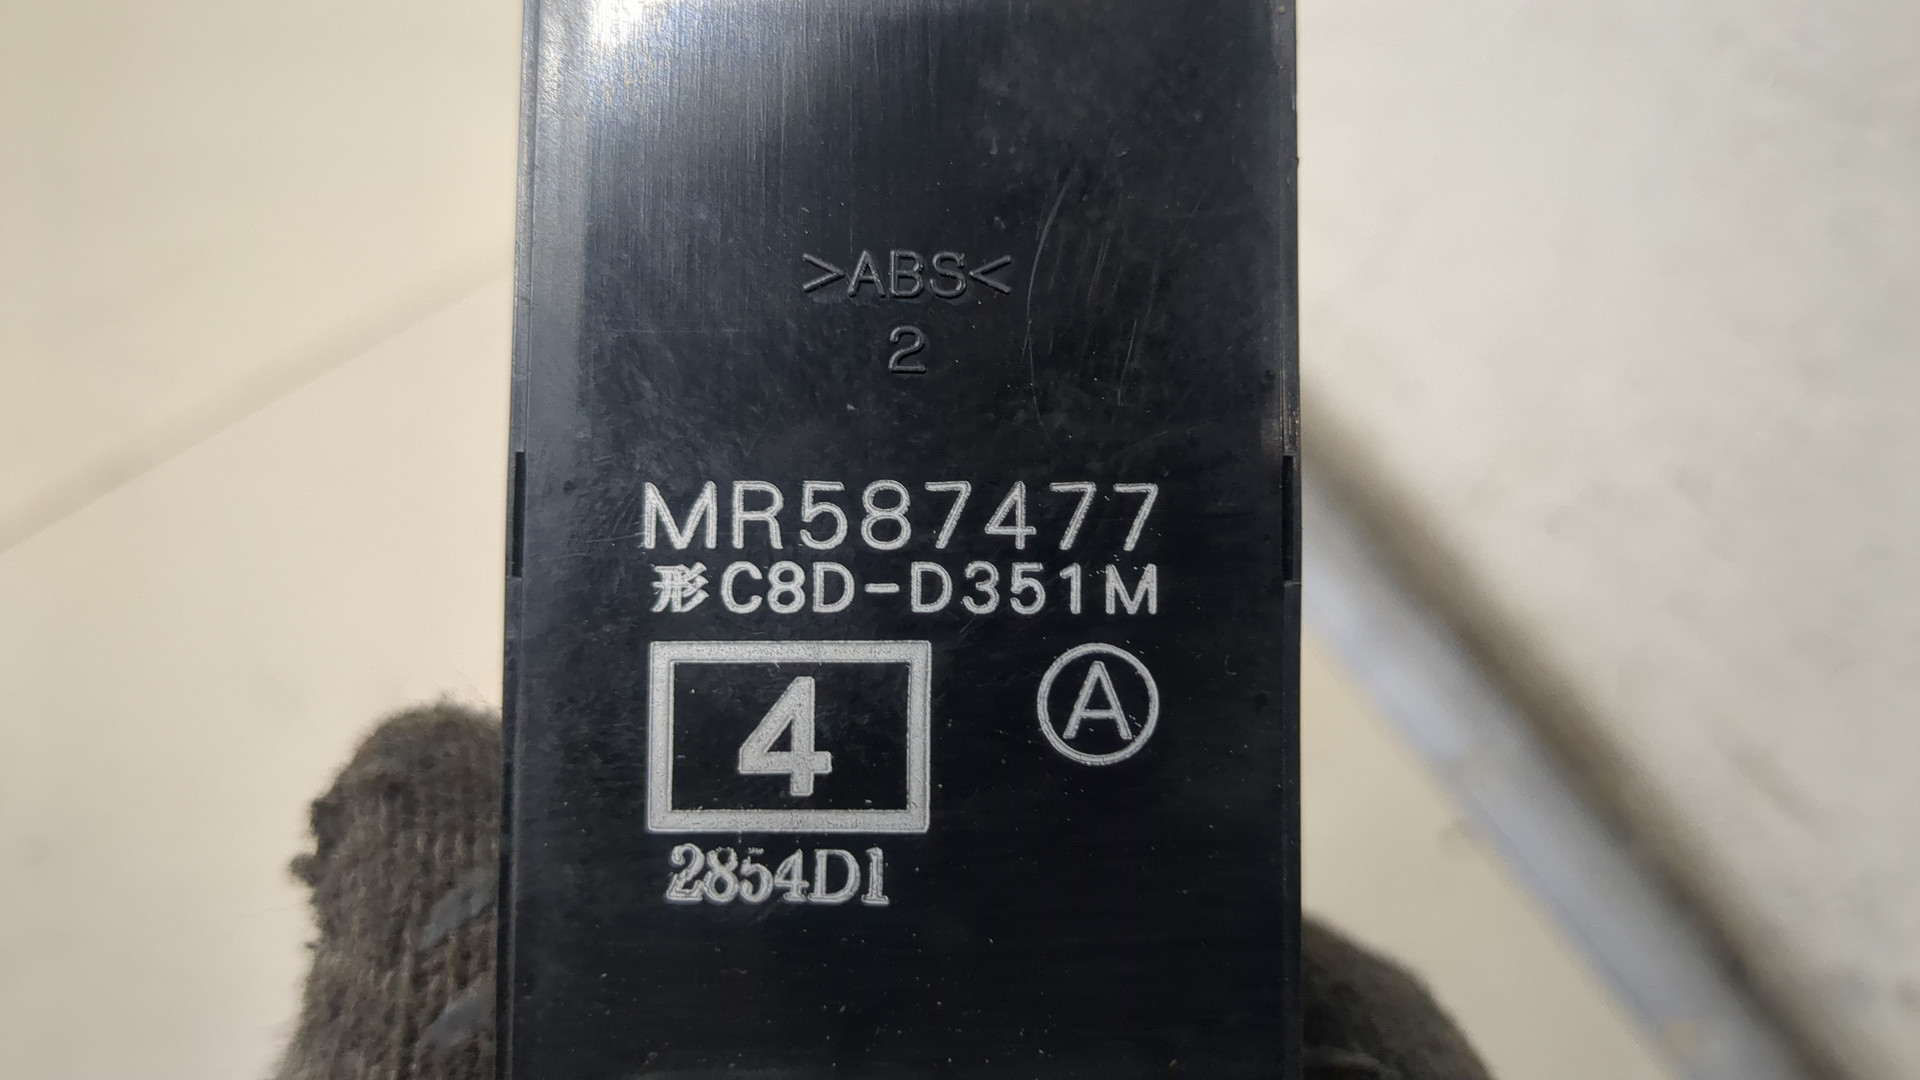 >ABS<
2
MR587477
形C8D-D351M
4
A
2854D1